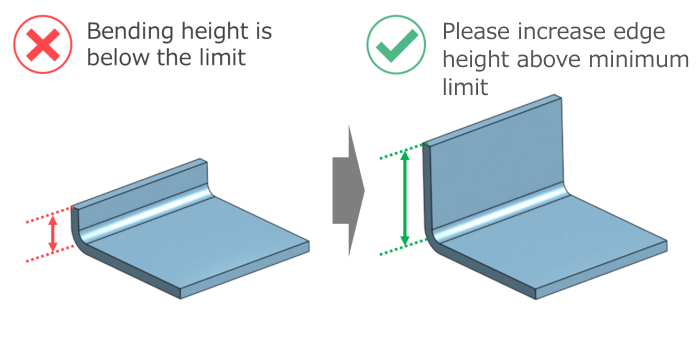 Bending height is
below the limit
Please increase edge
height above minimum
limit